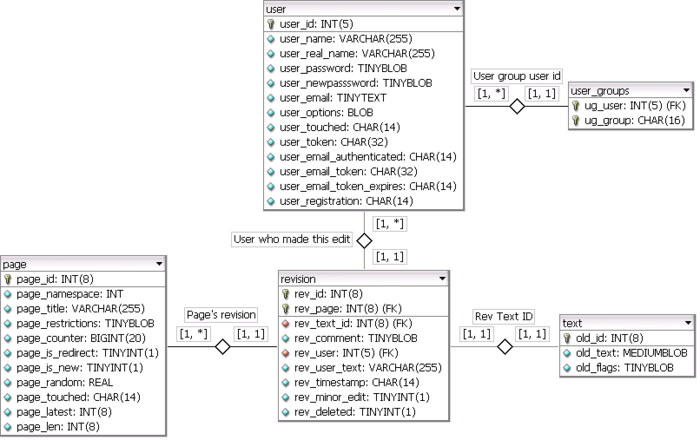 user
user_id: INT(5)
user_name: VARCHAR(255)
user_real_name: VARCHAR(255)
user_password: TINYBLOB
user_newpasssword: TINYBLOB
user_email: TINYTEXT
user_options: BLOB
user_touched: CHAR(14)
user_token: CHAR(32)
user_email_authenticated: CHAR(14)
user_email_token: CHAR(32)
user_email_token_expires: CHAR(14)
user_registration: CHAR(14)
User group user id
[1, *]
[1, 1]
user_groups
ug_user: INT(5) (FK)
ug_group: CHAR(16)
[1, *]
User who made this edit
[1, 1]
page
page_id: INT(8)
page_namespace: INT
page_title: VARCHAR(255)
page_restrictions: TINYBLOB
page_counter: BIGINT(20)
page_is_redirect: TINYINT(1)
page_is_new: TINYINT(1)
page_random: REAL
page_touched: CHAR(14)
page_latest: INT(8)
page_len: INT(8)
Page's revision
[1, *]
[1, 1]
revision
rev_id: INT(8)
rev_page: INT(8) (FK)
rev_text_id: INT(8) (FK)
rev_comment: TINYBLOB
rev_user: INT(5) (FK)
rev_user_text: VARCHAR(255)
rev_timestamp: CHAR(14)
rev_minor_edit: TINYINT(1)
rev_deleted: TINYINT(1)
Rev Text ID
[1, 1]
[1, 1]
text
old_id: INT(8)
old_text: MEDIUMBLOB
old_flags: TINYBLOB